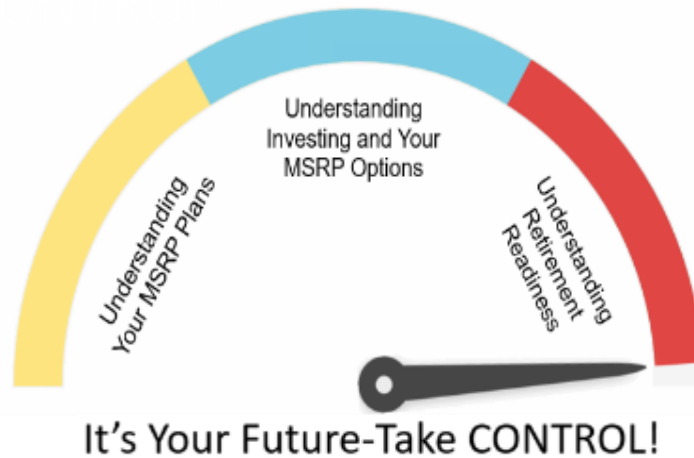 Understanding
Your MSRP Plans
Understanding
Investing and Your
MSRP Options
Understanding
Retirement
Readiness
It's Your Future-Take CONTROL!